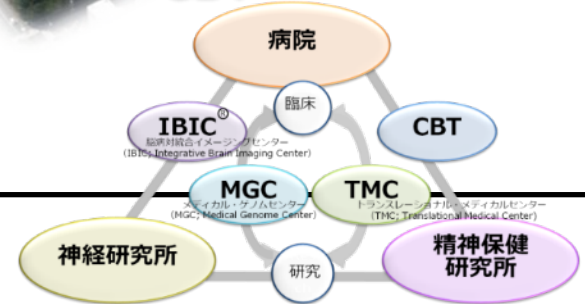 病院
臨床
IBIC®
脳病態統合イメージングセンター
(IBIC; Integrative Brain Imaging Center)
CBT
MGC
メディカル・ゲノムセンター
(MGC; Medical Genome Center)
TMC
トランスレーショナル・メディカルセンター
(TMC; Translational Medical Center)
神経研究所
研究
精神保健
研究所